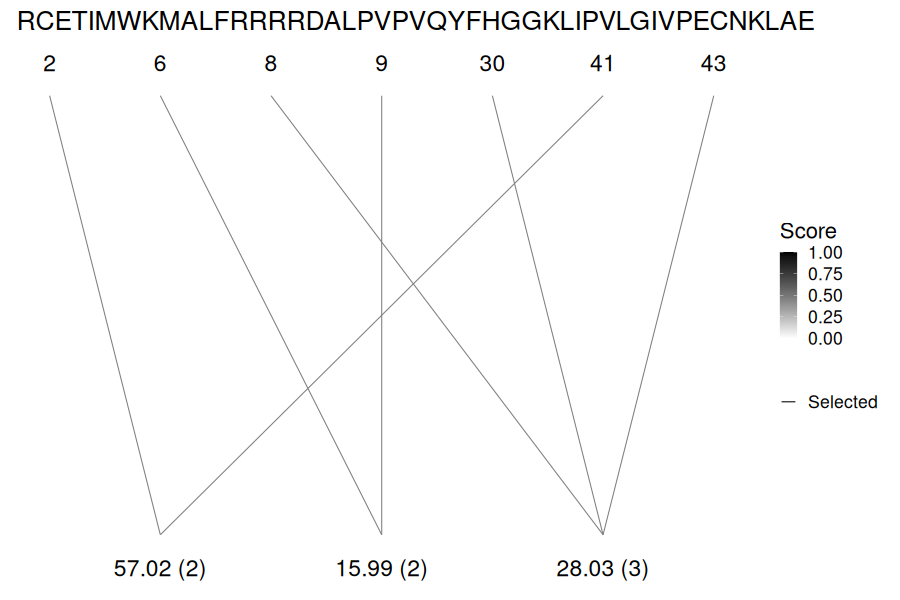 RCETIMWKMALFRRRRDALPVPVQYFHGGKLIPVLGIVPECNKLAE
2 6 8 9 30 41 43
Score
1.00
0.75
0.50
0.25
0.00
Selected
57.02 (2) 15.99 (2) 28.03 (3)